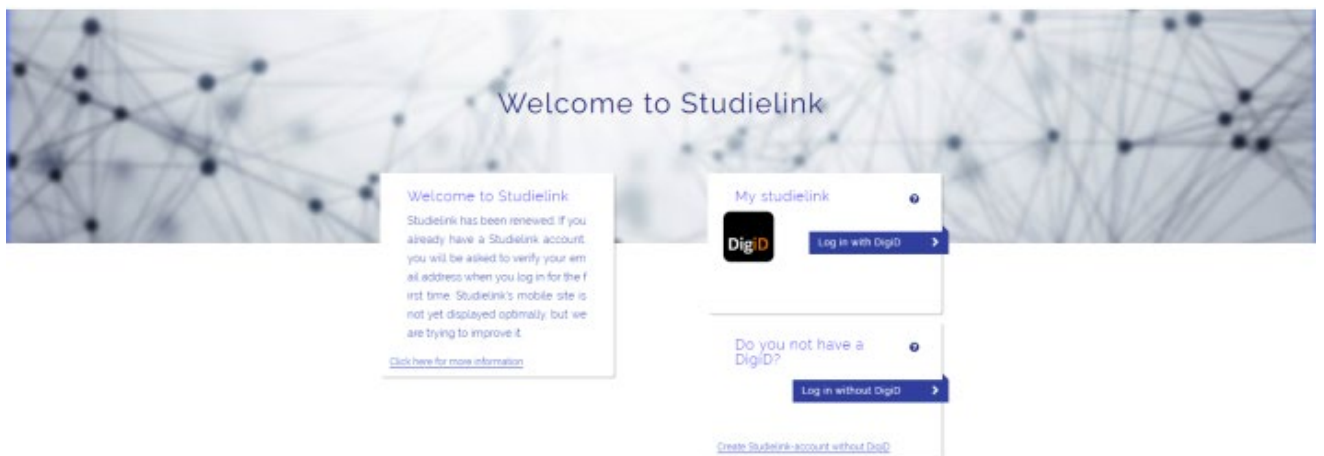 Welcome to Studielink
Welcome to Studielink
Studielink has been renewed. If you
already have a Studielink account,
you will be asked to verify your em
ail address when you log in for the f
irst time. Studielink's mobile site is
not yet displayed optimally, but we
are trying to improve it.
Click here for more information
My studielink
DigiD
Log in with DigiD
Do you not have a
DigiD?
Log in without DigiD
Create Studielink-account without DigiD